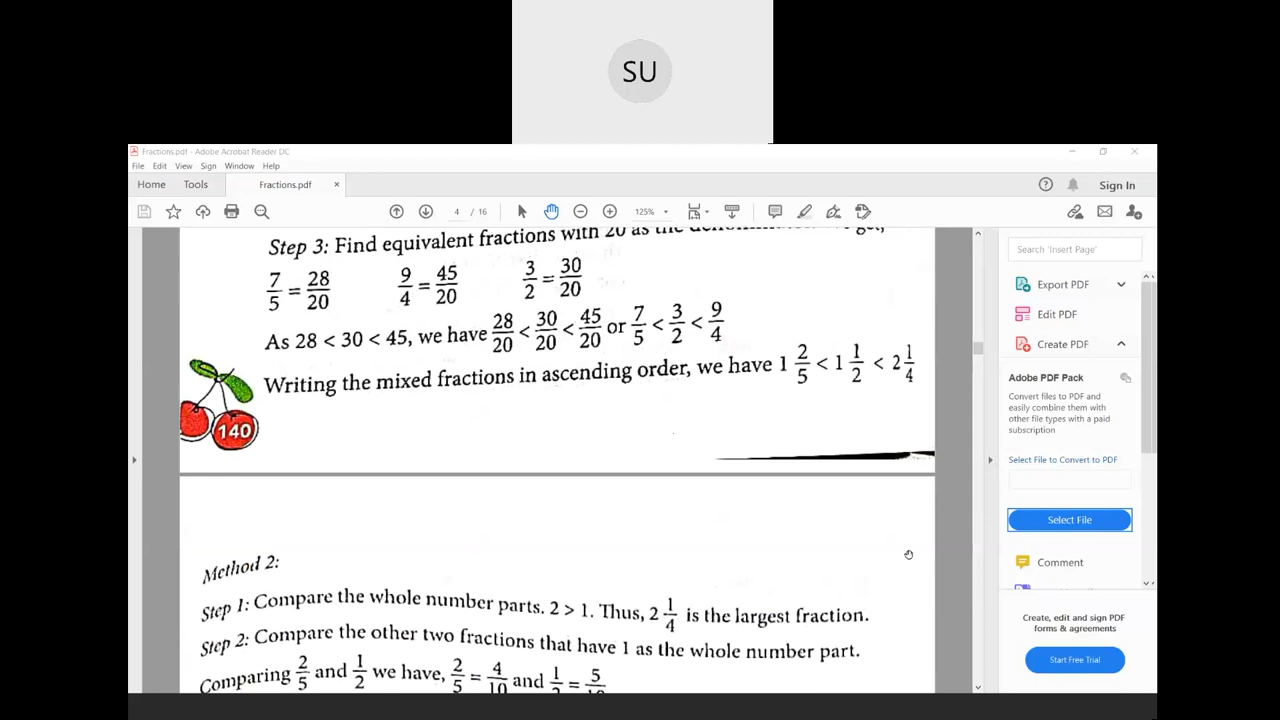 SU
Fractions.pdf - Adobe Acrobat Reader DC
File Edit View Sign Window Help
Home Tools Fractions.pdf × Sign In
4 / 16 125%
Step 3: Find equivalent fractions with 20 as the get,
7/5 = 28/20 9/4 = 45/20 3/2 = 30/20
As 28 < 30 < 45, we have 28/20 < 30/20 < 45/20 or 7/5 < 3/2 < 9/4
Writing the mixed fractions in ascending order, we have 1 2/5 < 1 1/2 < 2 1/4
140
Method 2:
Step 1: Compare the whole number parts. 2 > 1. Thus, 2 1/4 is the largest fraction.
Step 2: Compare the other two fractions that have 1 as the whole number part.
Comparing 2/5 and 1/2 we have, 2/5 = 4/10 and 1/2 = 5/10
Search 'Insert Page'
Export PDF
Edit PDF
Create PDF
Adobe PDF Pack
Convert files to PDF and
easily combine them with
other file types with a paid
subscription
Select File to Convert to PDF
Select File
Comment
Create, edit and sign PDF
forms & agreements
Start Free Trial